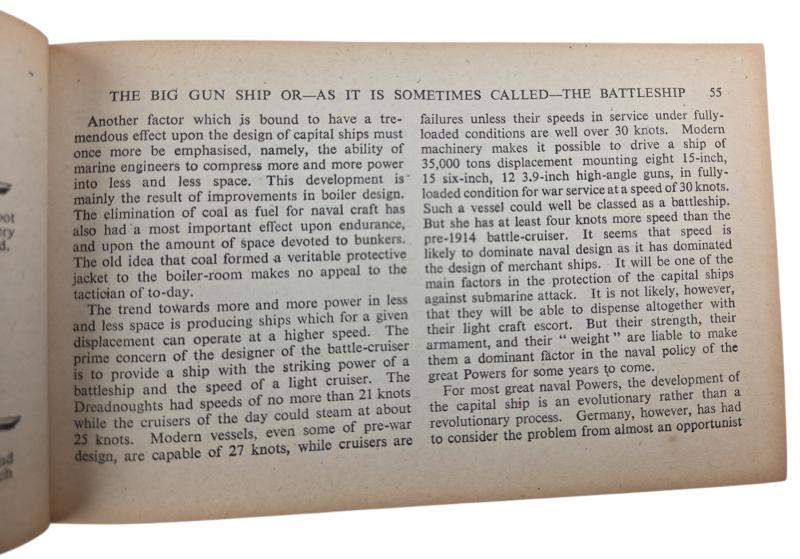 THE BIG GUN SHIP OR—AS IT IS SOMETIMES CALLED—THE BATTLESHIP 55
Another factor which is bound to have a tre-
mendous effect upon the design of capital ships must
once more be emphasised, namely, the ability of
marine engineers to compress more and more power
into less and less space. This development is
mainly the result of improvements in boiler design.
The elimination of coal as fuel for naval craft has
also had a most important effect upon endurance,
and upon the amount of space devoted to bunkers.
The old idea that coal formed a veritable protective
jacket to the boiler-room makes no appeal to the
tactician of to-day.
The trend towards more and more power in less
and less space is producing ships which for a given
displacement can operate at a higher speed. The
prime concern of the designer of the battle-cruiser
is to provide a ship with the striking power of a
battleship and the speed of a light cruiser. The
Dreadnoughts had speeds of no more than 21 knots
while the cruisers of the day could steam at about
25 knots. Modern vessels, even some of pre-war
design, are capable of 27 knots, while cruisers are
failures unless their speeds in service under fully-
loaded conditions are well over 30 knots. Modern
machinery makes it possible to drive a ship of
35,000 tons displacement mounting eight 15-inch,
15 six-inch, 12 3.9-inch high-angle guns, in fully-
loaded condition for war service at a speed of 30 knots.
Such a vessel could well be classed as a battleship.
But she has at least four knots more speed than the
pre-1914 battle-cruiser. It seems that speed is
likely to dominate naval design as it has dominated
the design of merchant ships. It will be one of the
main factors in the protection of the capital ships
against submarine attack. It is not likely, however,
that they will be able to dispense altogether with
their light craft escort. But their strength, their
armament, and their “ weight ” are liable to make
them a dominant factor in the naval policy of the
great Powers for some years to come.
For most great naval Powers, the development of
the capital ship is an evolutionary rather than a
revolutionary process. Germany, however, has had
to consider the problem from almost an opportunist